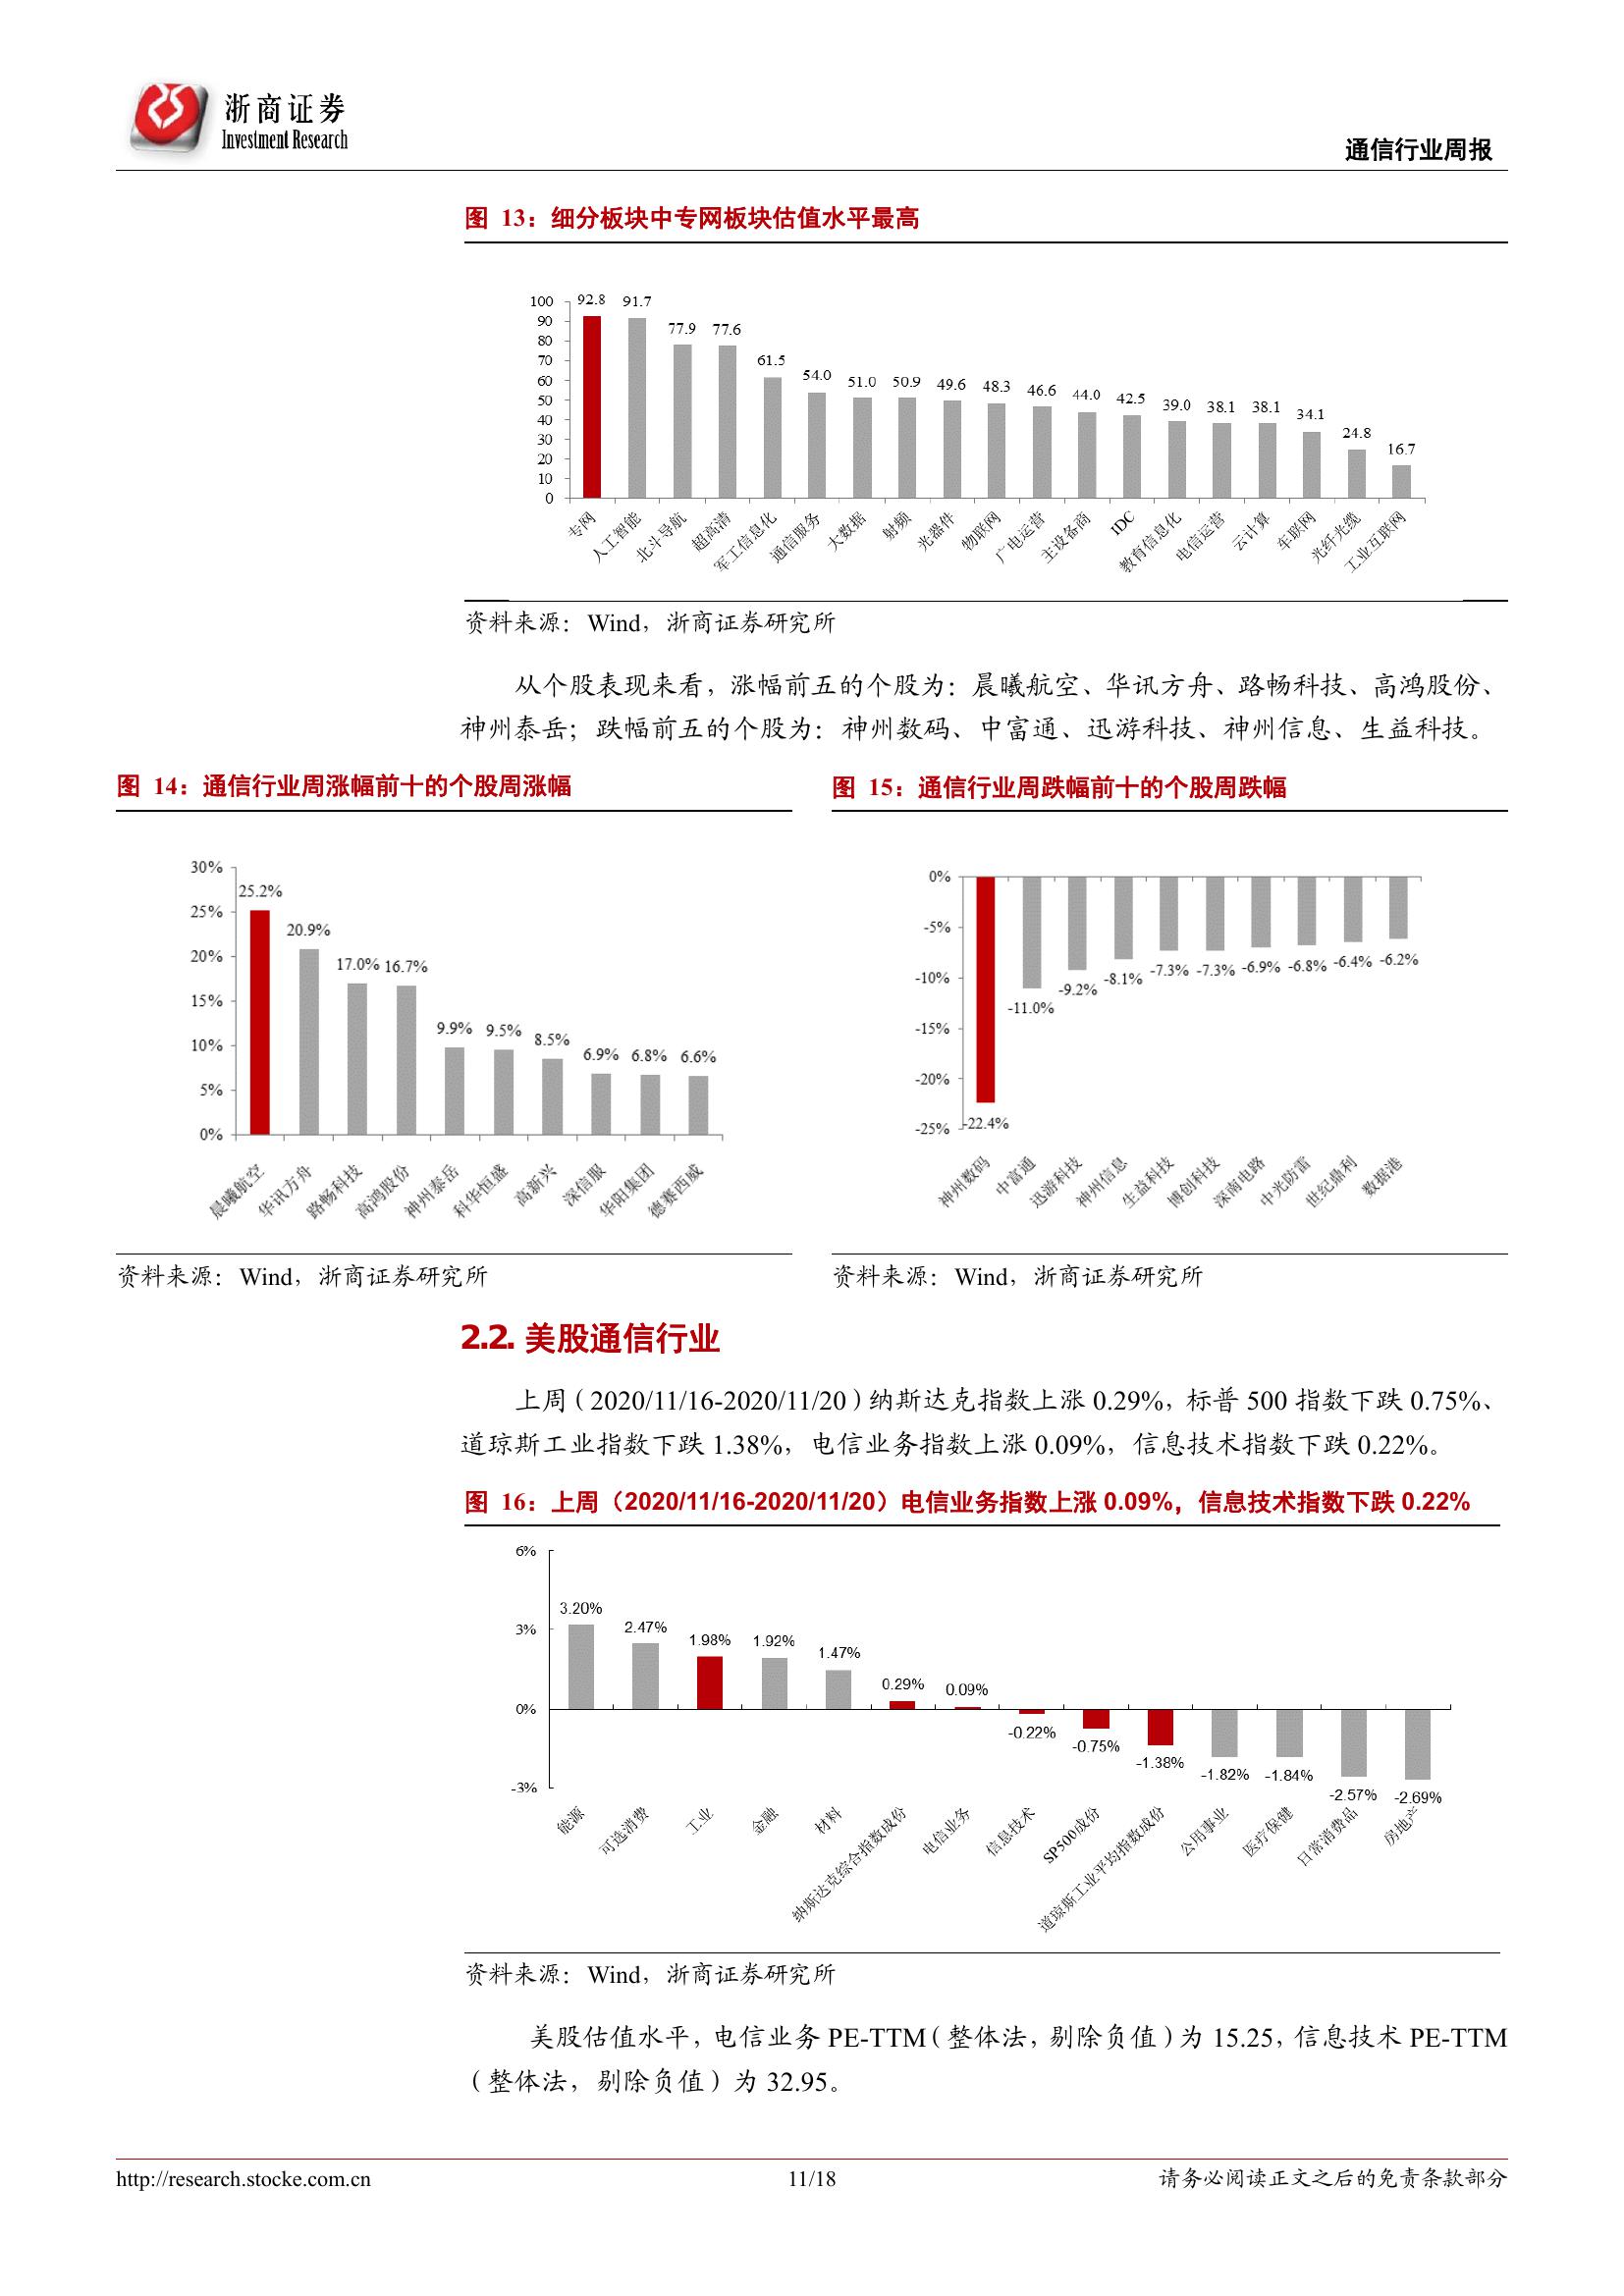 浙商证券
Investment Research
通信行业周报
图 13：细分板块中专网板块估值水平最高
100
90
80
70
60
50
40
30
20
10
0
92.8 91.7 77.9 77.6 61.5 54.0 51.0 50.9 49.6 48.3 46.6 44.0 42.5 39.0 38.1 38.1 34.1 24.8 16.7
专网 人工智能 北斗导航 超高清 军工信息化 通信服务 大数据 射频 光器件 物联网 广电运营 主设备商 IDC 教育信息化 电信运营 云计算 车联网 光纤光缆 工业互联网
资料来源：Wind，浙商证券研究所
从个股表现来看，涨幅前五的个股为：晨曦航空、华讯方舟、路畅科技、高鸿股份、
神州泰岳；跌幅前五的个股为：神州数码、中富通、迅游科技、神州信息、生益科技。
图 14：通信行业周涨幅前十的个股周涨幅
30%
25%
20%
15%
10%
5%
0%
25.2% 20.9% 17.0% 16.7% 9.9% 9.5% 8.5% 6.9% 6.8% 6.6%
晨曦航空 华讯方舟 路畅科技 高鸿股份 神州泰岳 科华恒盛 高新兴 深信服 华阳集团 德赛西威
资料来源：Wind，浙商证券研究所
图 15：通信行业周跌幅前十的个股周跌幅
0%
-5%
-10%
-15%
-20%
-25%
-22.4% -11.0% -9.2% -8.1% -7.3% -7.3% -6.9% -6.8% -6.4% -6.2%
神州数码 中富通 迅游科技 神州信息 生益科技 博创科技 深南电路 中光防雷 世纪鼎利 数据港
资料来源：Wind，浙商证券研究所
2.2. 美股通信行业
上周（2020/11/16-2020/11/20）纳斯达克指数上涨 0.29%，标普 500 指数下跌 0.75%、
道琼斯工业指数下跌 1.38%，电信业务指数上涨 0.09%，信息技术指数下跌 0.22%。
图 16：上周（2020/11/16-2020/11/20）电信业务指数上涨 0.09%，信息技术指数下跌 0.22%
6%
3%
0%
-3%
3.20% 2.47% 1.98% 1.92% 1.47% 0.29% 0.09% -0.22% -0.75% -1.38% -1.82% -1.84% -2.57% -2.69%
能源 可选消费 工业 金融 材料 纳斯达克综合指数成份 电信业务 信息技术 SP500成份 道琼斯工业平均指数成份 公用事业 医疗保健 日常消费品 房地产
资料来源：Wind，浙商证券研究所
美股估值水平，电信业务 PE-TTM（整体法，剔除负值）为 15.25，信息技术 PE-TTM
（整体法，剔除负值）为 32.95。
http://research.stocke.com.cn
11/18
请务必阅读正文之后的免责条款部分